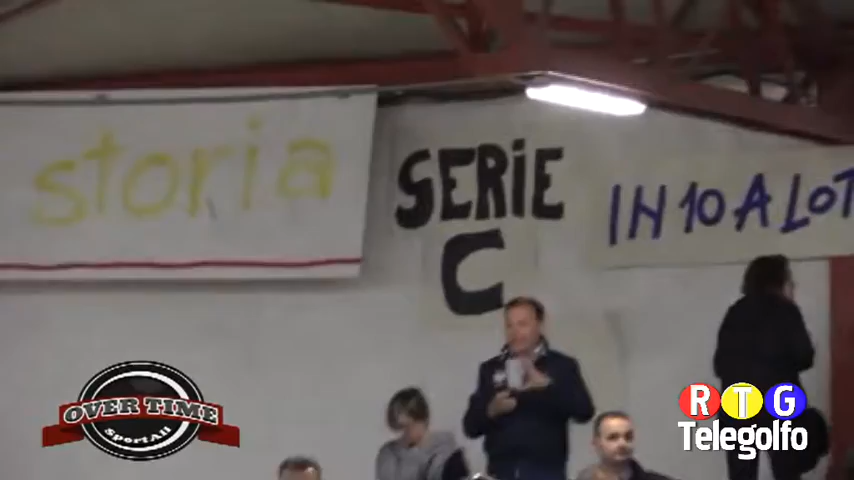 storia
SERiE
C
IN 10 A LOT
OVER TIME
SportAll
RTG
Telegolfo